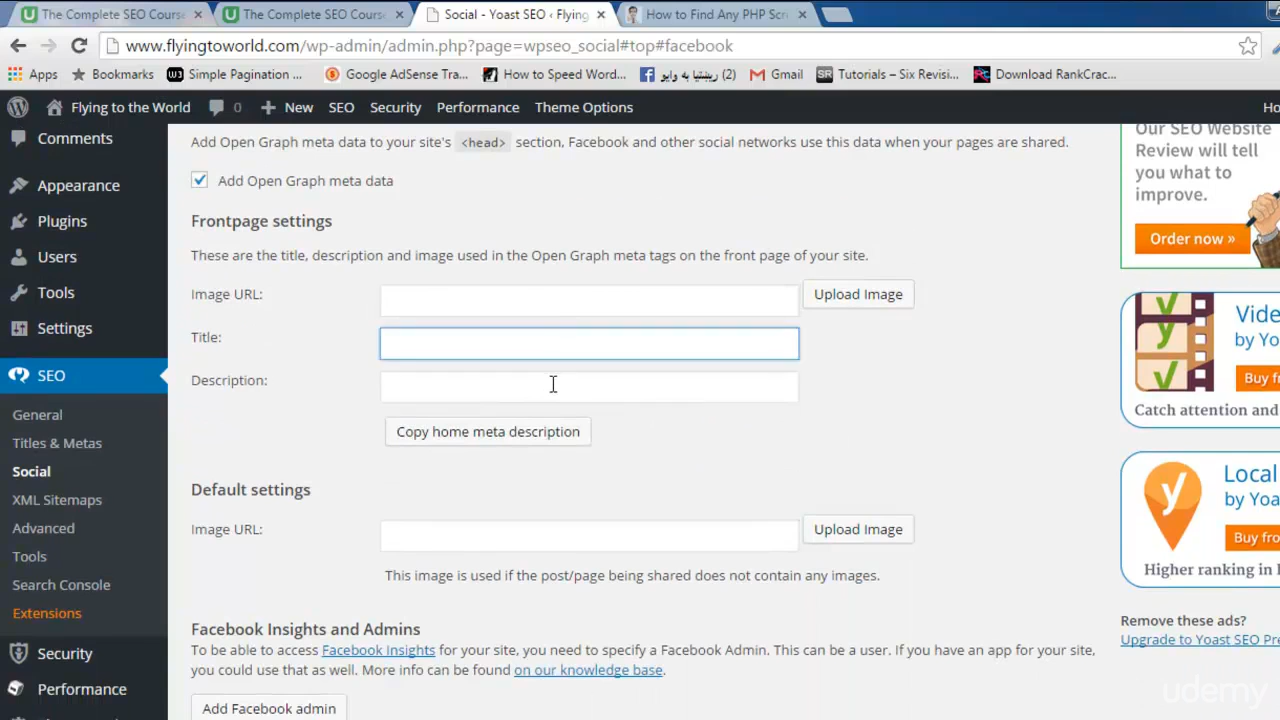 The Complete SEO Course
The Complete SEO Course
Social - Yoast SEO ‹ Flying
How to Find Any PHP Scr
www.flyingtoworld.com/wp-admin/admin.php?page=wpseo_social#top#facebook
Apps
Bookmarks
W3
Simple Pagination ...
Google AdSense Tra...
How to Speed Word...
(2) ریښتیا به وایو
Gmail
SR
Tutorials – Six Revisi...
Download RankCrac...
Flying to the World
0
New
SEO
Security
Performance
Theme Options
Comments
Appearance
Plugins
Users
Tools
Settings
SEO
General
Titles & Metas
Social
XML Sitemaps
Advanced
Tools
Search Console
Extensions
Security
Performance
Add Open Graph meta data to your site's <head> section, Facebook and other social networks use this data when your pages are shared.
Add Open Graph meta data
Frontpage settings
These are the title, description and image used in the Open Graph meta tags on the front page of your site.
Image URL:
Upload Image
Title:
Description:
Copy home meta description
Default settings
Image URL:
Upload Image
This image is used if the post/page being shared does not contain any images.
Facebook Insights and Admins
To be able to access Facebook Insights for your site, you need to specify a Facebook Admin. This can be a user. If you have an app for your site,
you could use that as well. More info can be found on our knowledge base.
Add Facebook admin
Our SEO Website
Review will tell
you what to
improve.
Order now »
Vide
by Yo
Buy f
Catch attention and
Local
by Yoa
Buy fro
Higher ranking in
Remove these ads?
Upgrade to Yoast SEO Pre
udemy